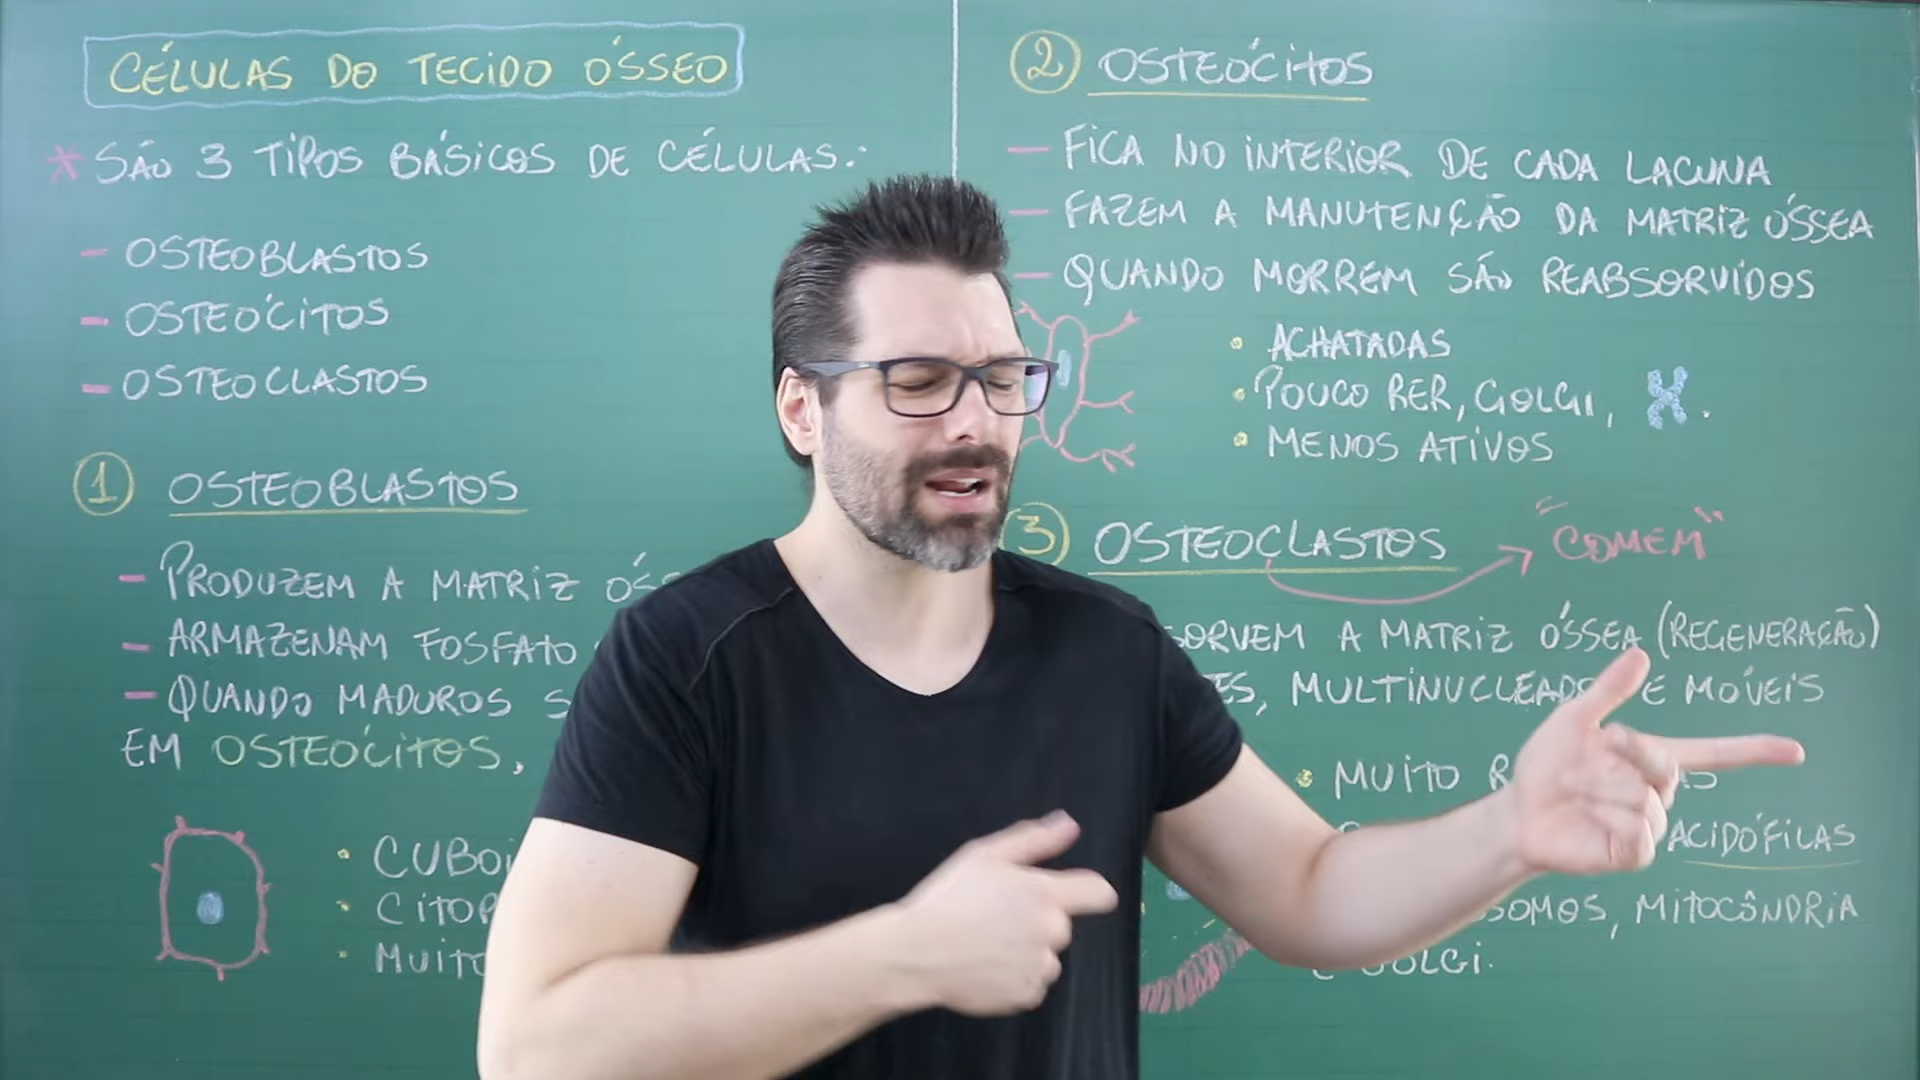 CÉLULAS DO TECIDO ÓSSEO
* SÃO 3 TIPOS BÁSICOS DE CÉLULAS:
- OSTEOBLASTOS
- OSTEÓCITOS
- OSTEOCLASTOS
1 OSTEOBLASTOS
- PRODUZEM A MATRIZ
- ARMAZENAM FOSFATO
- QUANDO MADUROS
EM OSTEÓCITOS,
• 
• 
• MUITO
2 OSTEÓCITOS
- FICA NO INTERIOR DE CADA LACUNA
- FAZEM A MANUTENÇÃO DA MATRIZ ÓSSEA
- QUANDO MORREM SÃO REABSORVIDOS
• ACHATADAS
• POUCO RER, GOLGI, .
• MENOS ATIVOS
3 OSTEOCLASTOS "COMEM"
A MATRIZ ÓSSEA (REGENERAÇÃO)
MULTINUCLEADOS E MÓVEIS
• MUITO
ACIDÓFILAS
MITOCÔNDRIA
E GOLGI.